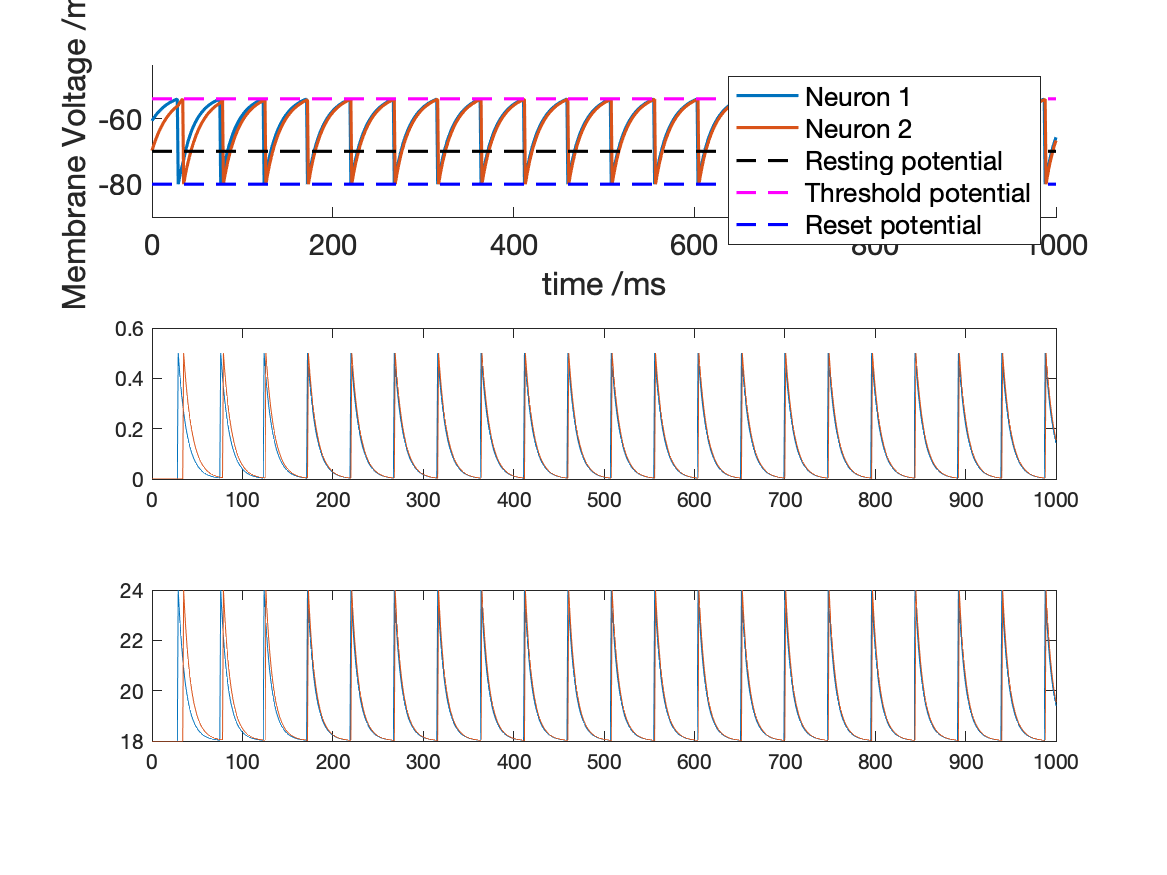 Membrane Voltage /m
-60
-80
Neuron 1
Neuron 2
Resting potential
Threshold potential
Reset potential
0 200 400 600 800 1000
time /ms
0.6
0.4
0.2
0
0 100 200 300 400 500 600 700 800 900 1000
24
22
20
18
0 100 200 300 400 500 600 700 800 900 1000